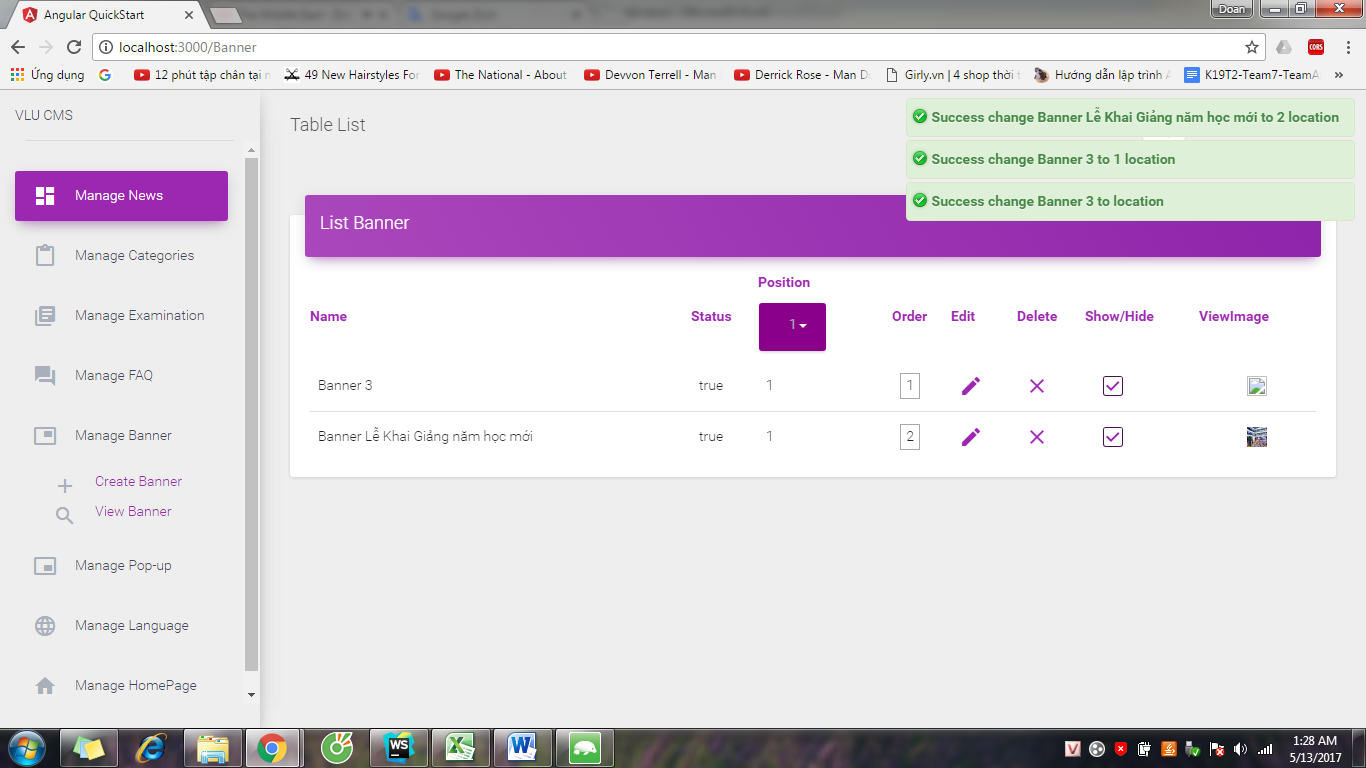 Angular QuickStart
Doan
localhost:3000/Banner
CORS
Ứng dụng
12 phút tập chân tại n
49 New Hairstyles For
The National - About
Devvon Terrell - Man
Derrick Rose - Man D
Girly.vn | 4 shop thời t
Hướng dẫn lập trình A
K19T2-Team7-TeamA
VLU CMS
Table List
Success change Banner Lễ Khai Giảng năm học mới to 2 location
Success change Banner 3 to 1 location
Success change Banner 3 to location
Manage News
Manage Categories
Manage Examination
Manage FAQ
Manage Banner
Create Banner
View Banner
Manage Pop-up
Manage Language
Manage HomePage
List Banner
Name Status Position 1 Order Edit Delete Show/Hide ViewImage
Banner 3 true 1 1
Banner Lễ Khai Giảng năm học mới true 1 2
WS
1:28 AM
5/13/2017